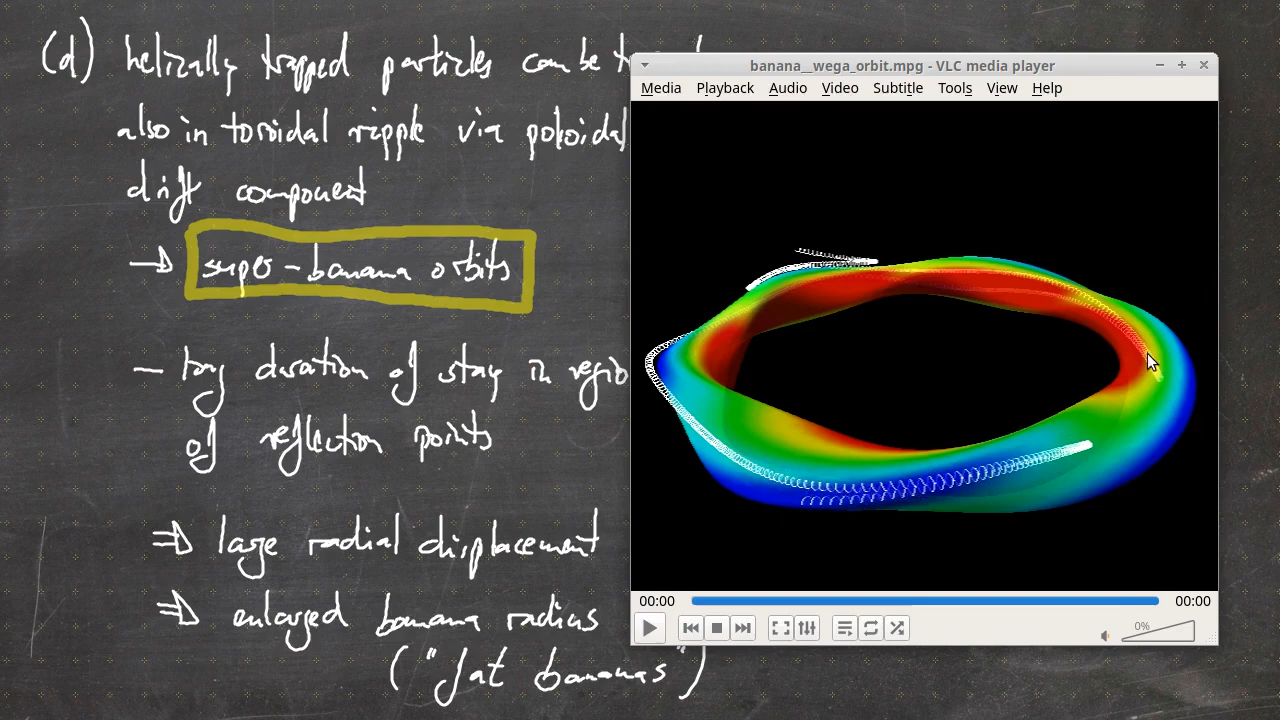 (d) helically trapped particles can be
also in toroidal ripple via poloidal
drift component
→ super-banana orbits
- long duration of stay in regio
of reflection points
⇒ large radial displacement
⇒ enlarged banana radius
("fat bananas")
banana__wega_orbit.mpg - VLC media player
Media Playback Audio Video Subtitle Tools View Help
00:00 00:00
0%